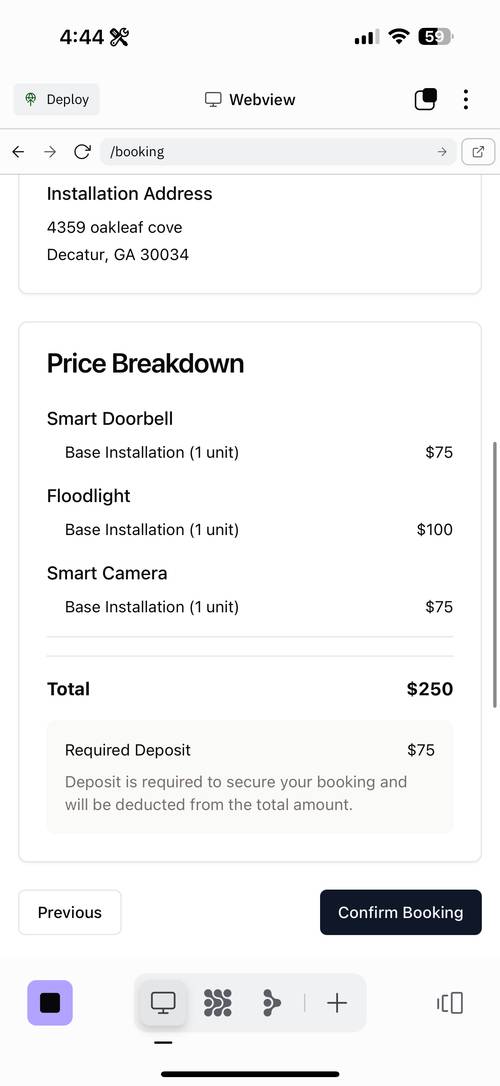 4:44
59
Deploy
Webview
/booking
Installation Address
4359 oakleaf cove
Decatur, GA 30034
Price Breakdown
Smart Doorbell
Base Installation (1 unit) $75
Floodlight
Base Installation (1 unit) $100
Smart Camera
Base Installation (1 unit) $75
Total $250
Required Deposit $75
Deposit is required to secure your booking and
will be deducted from the total amount.
Previous
Confirm Booking